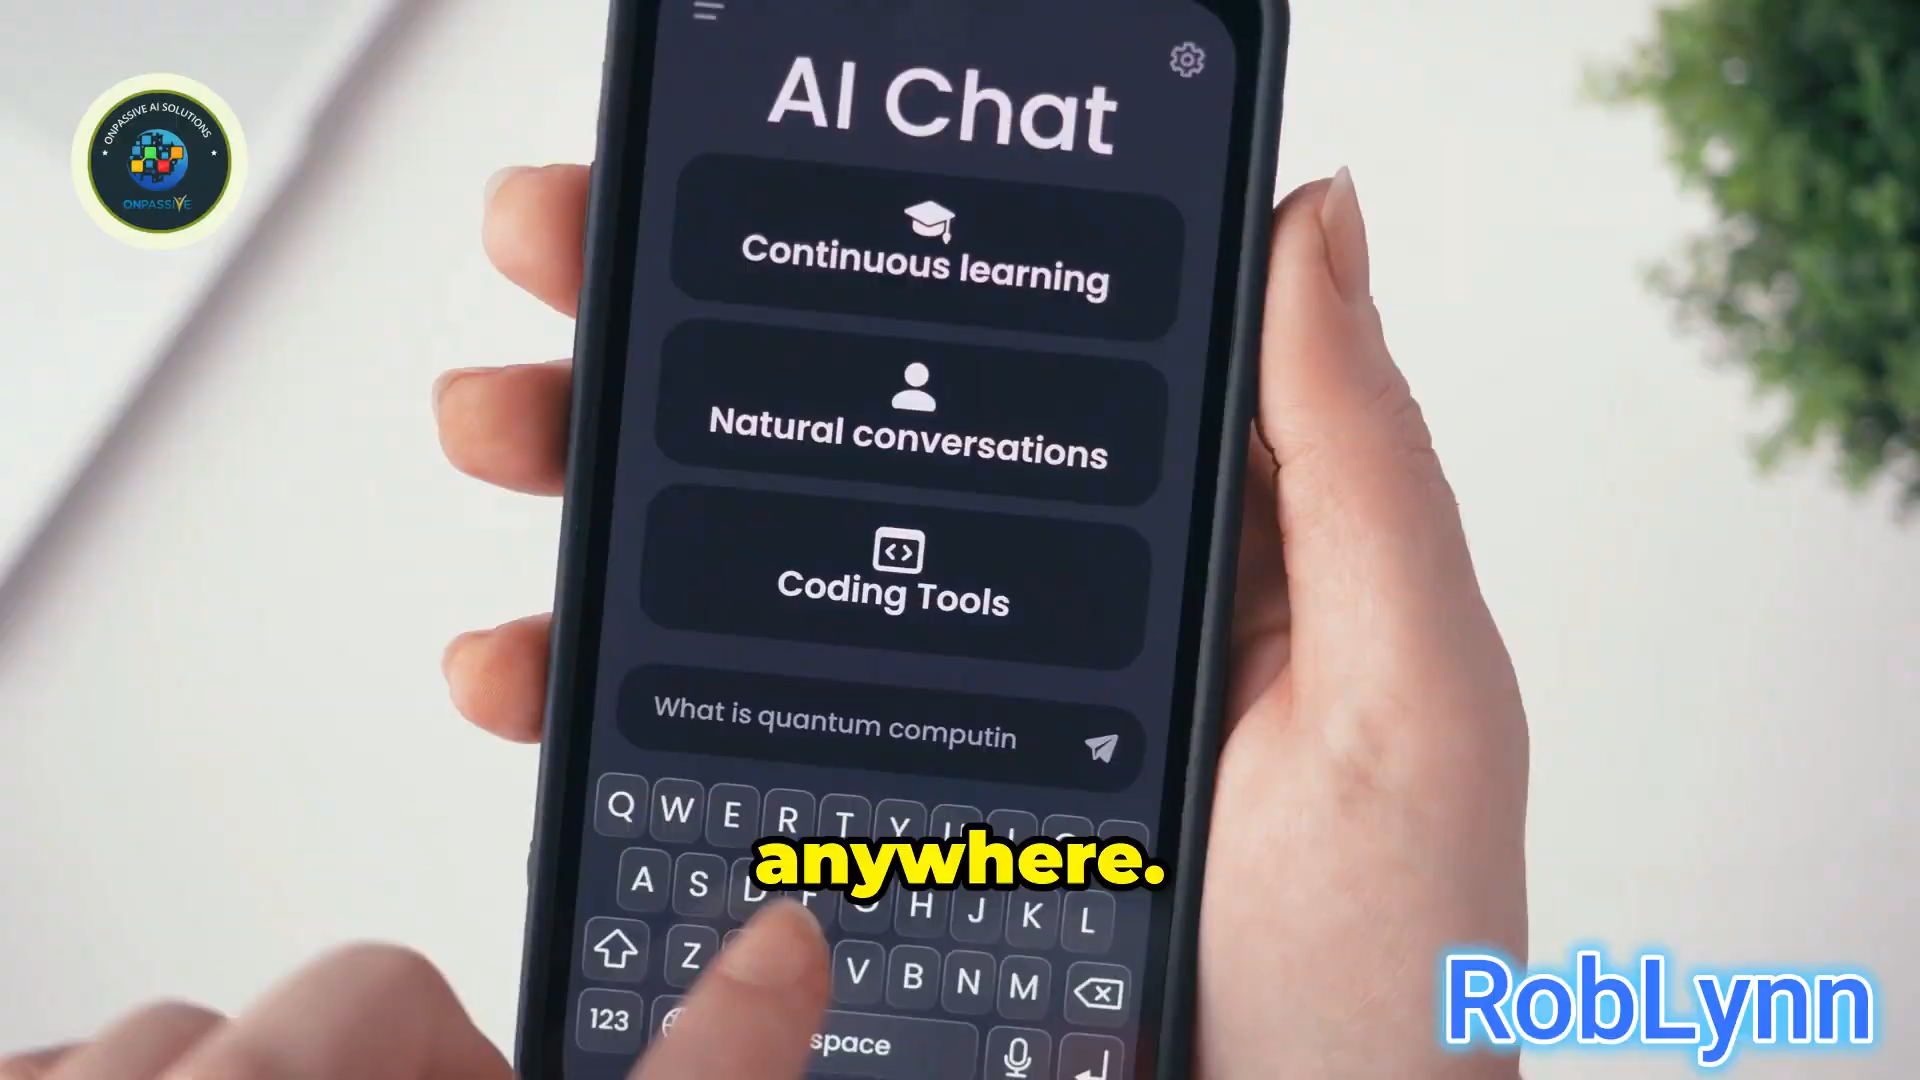 AI Chat
ONPASSIVE AI SOLUTIONS
ONPASSIVE
Continuous learning
Natural conversations
Coding Tools
What is quantum computin
Q W E R T Y
anywhere.
A S D F H J K L
Z V B N M
123 space
RobLynn